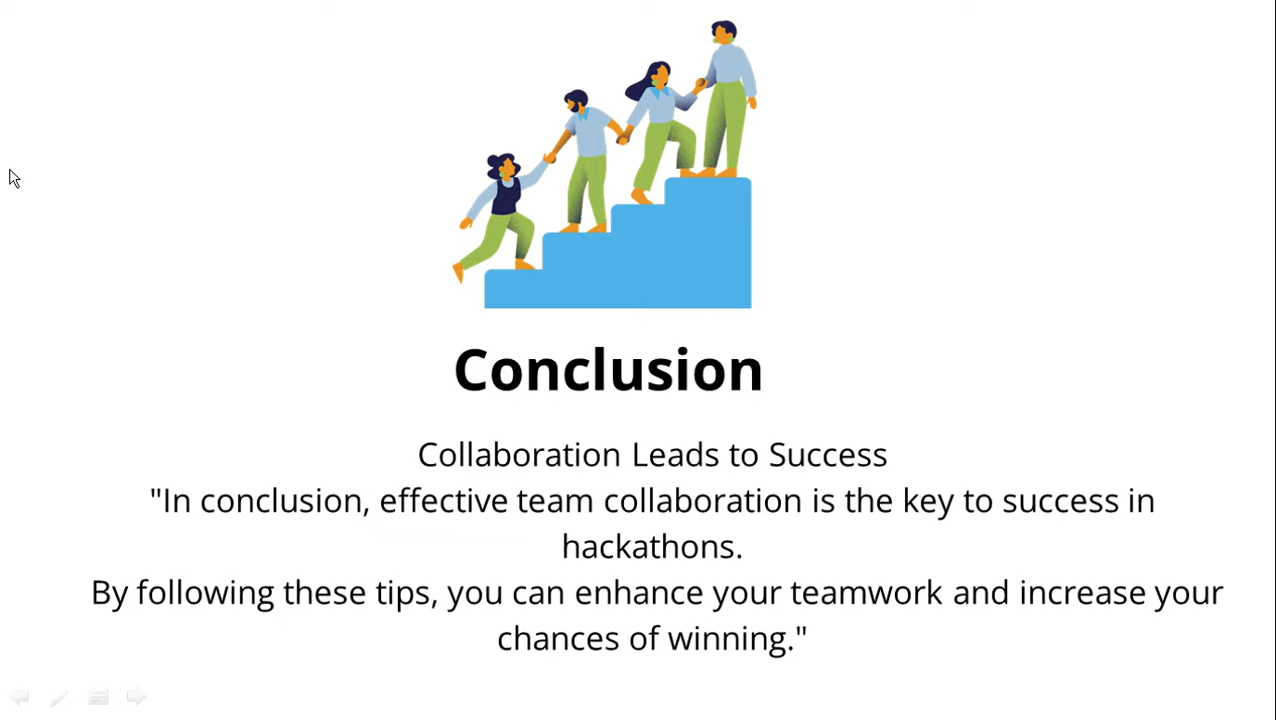 Conclusion
Collaboration Leads to Success
"In conclusion, effective team collaboration is the key to success in
hackathons.
By following these tips, you can enhance your teamwork and increase your
chances of winning."